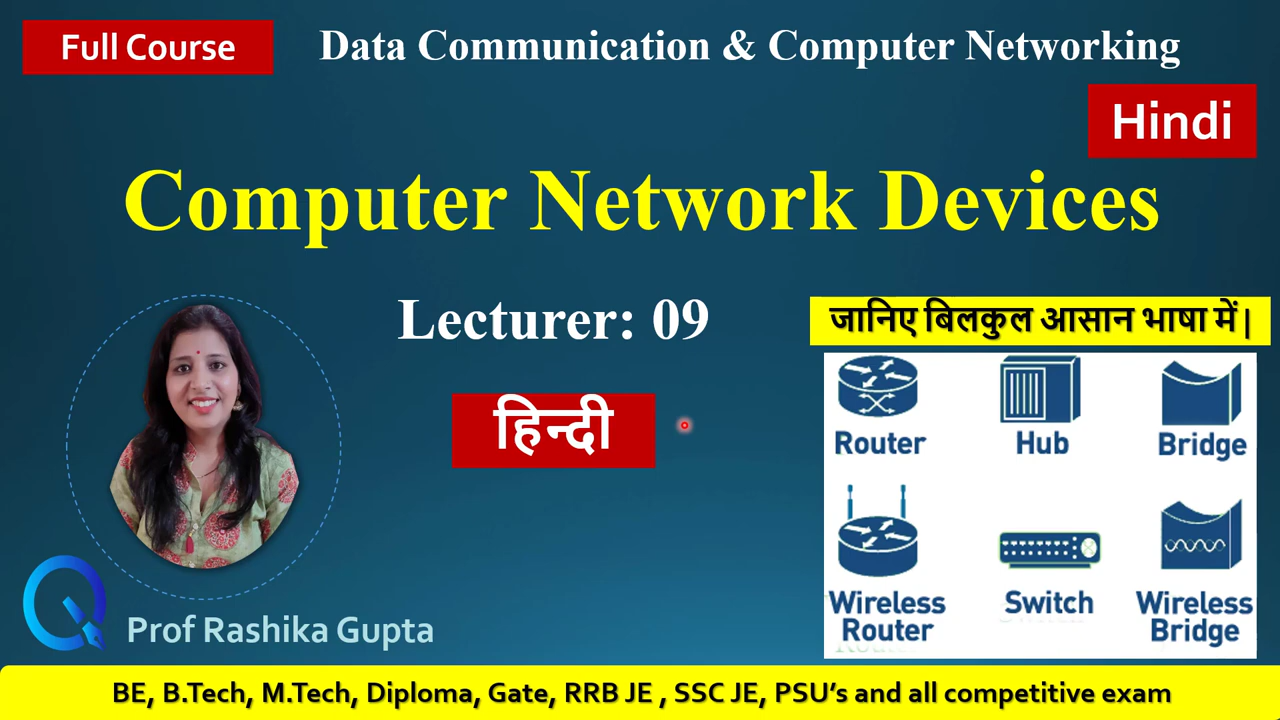 Full Course
Data Communication & Computer Networking
Hindi
Computer Network Devices
Lecturer: 09
जानिए बिलकुल आसान भाषा में|
हिन्दी
Router
Hub
Bridge
Wireless
Router
Switch
Wireless
Bridge
Prof Rashika Gupta
BE, B.Tech, M.Tech, Diploma, Gate, RRB JE , SSC JE, PSU’s and all competitive exam